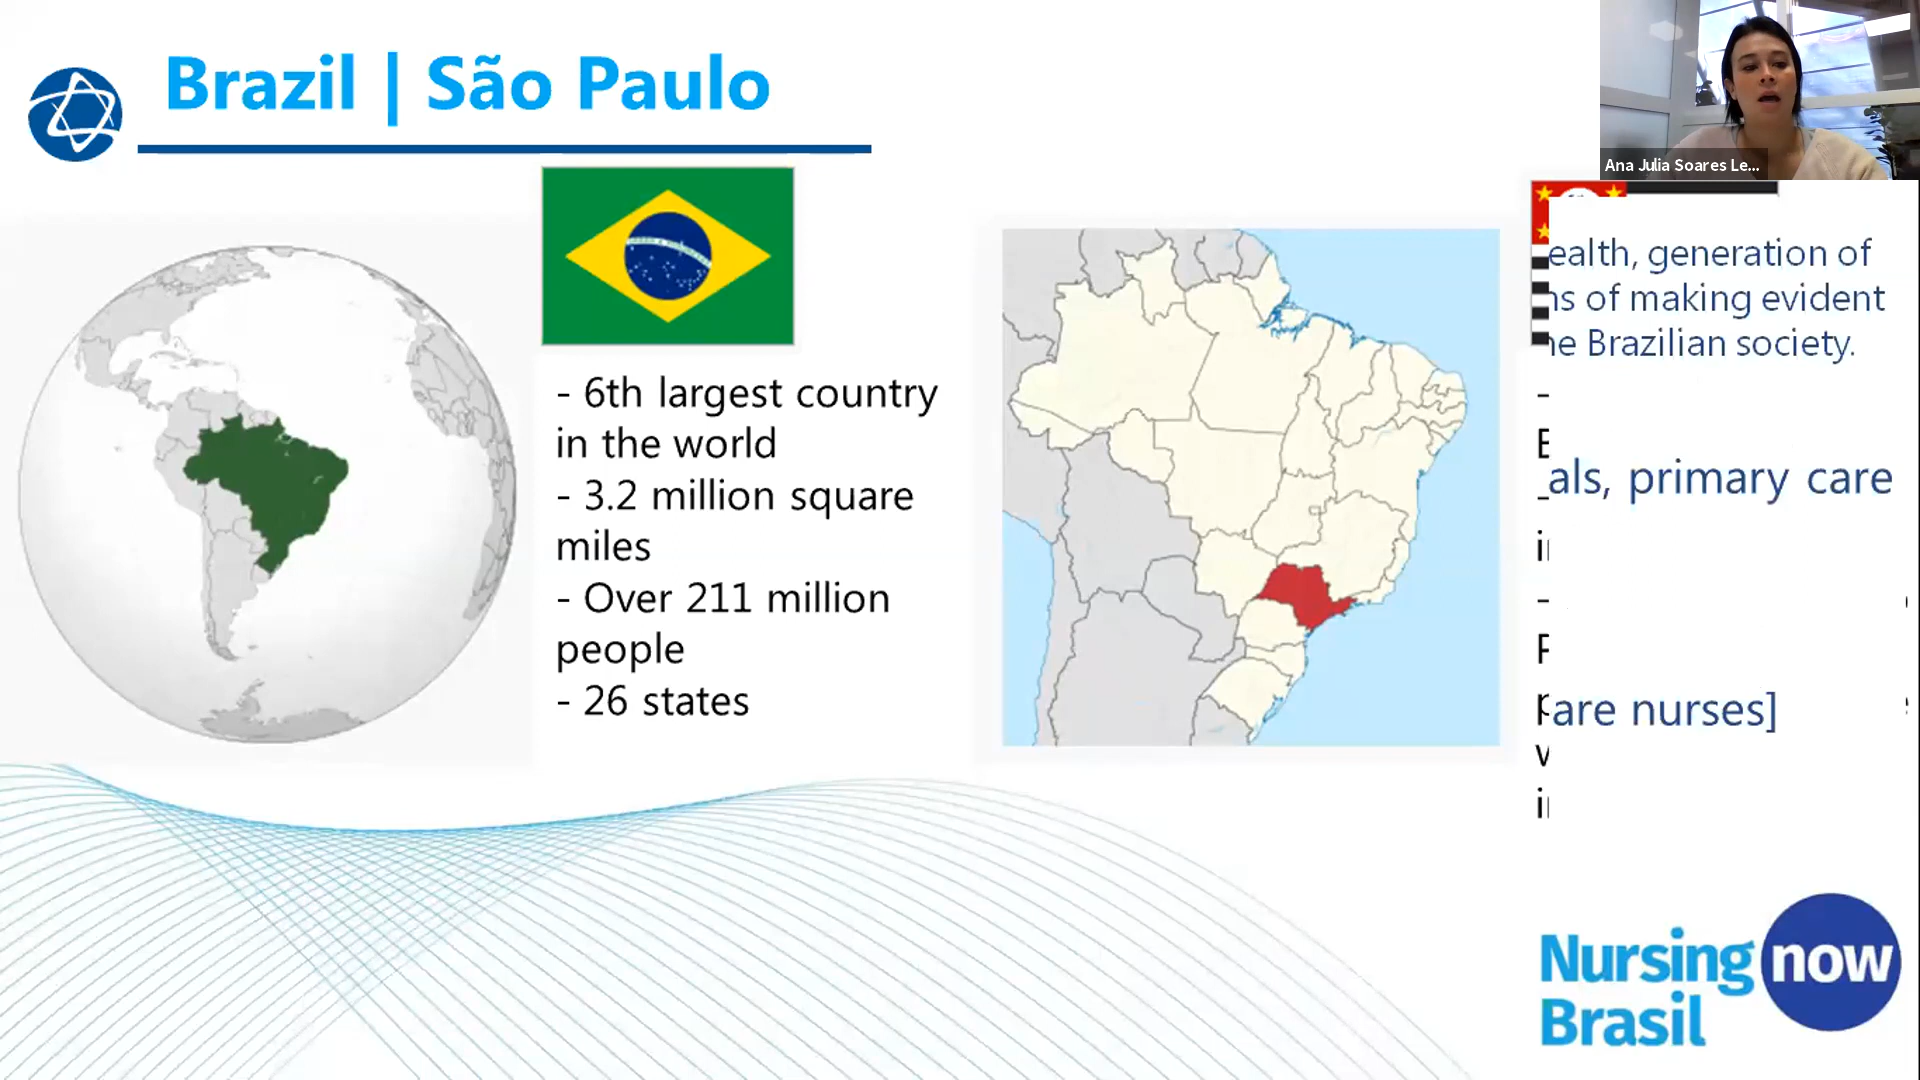 Brazil | São Paulo
Ana Julia Soares Le...
- 6th largest country
in the world
- 3.2 million square
miles
- Over 211 million
people
- 26 states
ealth, generation of
s of making evident
e Brazilian society.
als, primary care
are nurses]
Nursing now
Brasil